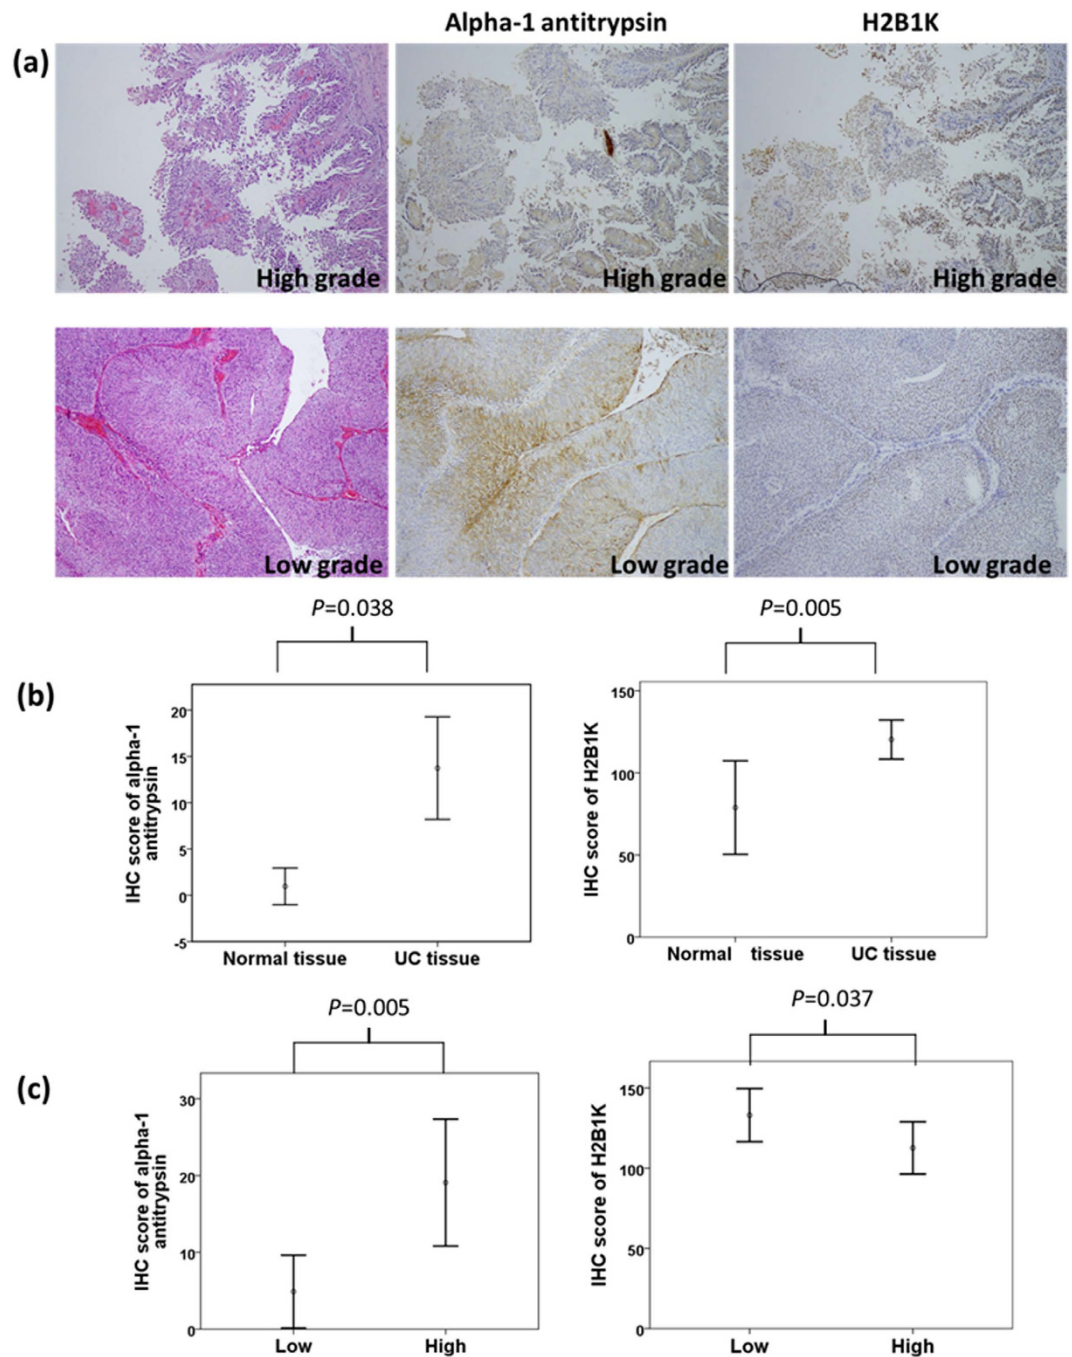 Alpha-1 antitrypsin
H2B1K
(a)
High grade
High grade
High grade
Low grade
Low grade
Low grade
P=0.038
P=0.005
(b)
IHC score of alpha-1
antitrypsin
20
15
10
5
0
-5
Normal tissue
UC tissue
IHC score of H2B1K
150
100
50
0
Normal tissue
UC tissue
P=0.005
P=0.037
(c)
IHC score of alpha-1
antitrypsin
30
20
10
0
Low
High
IHC score of H2B1K
150
100
50
0
Low
High